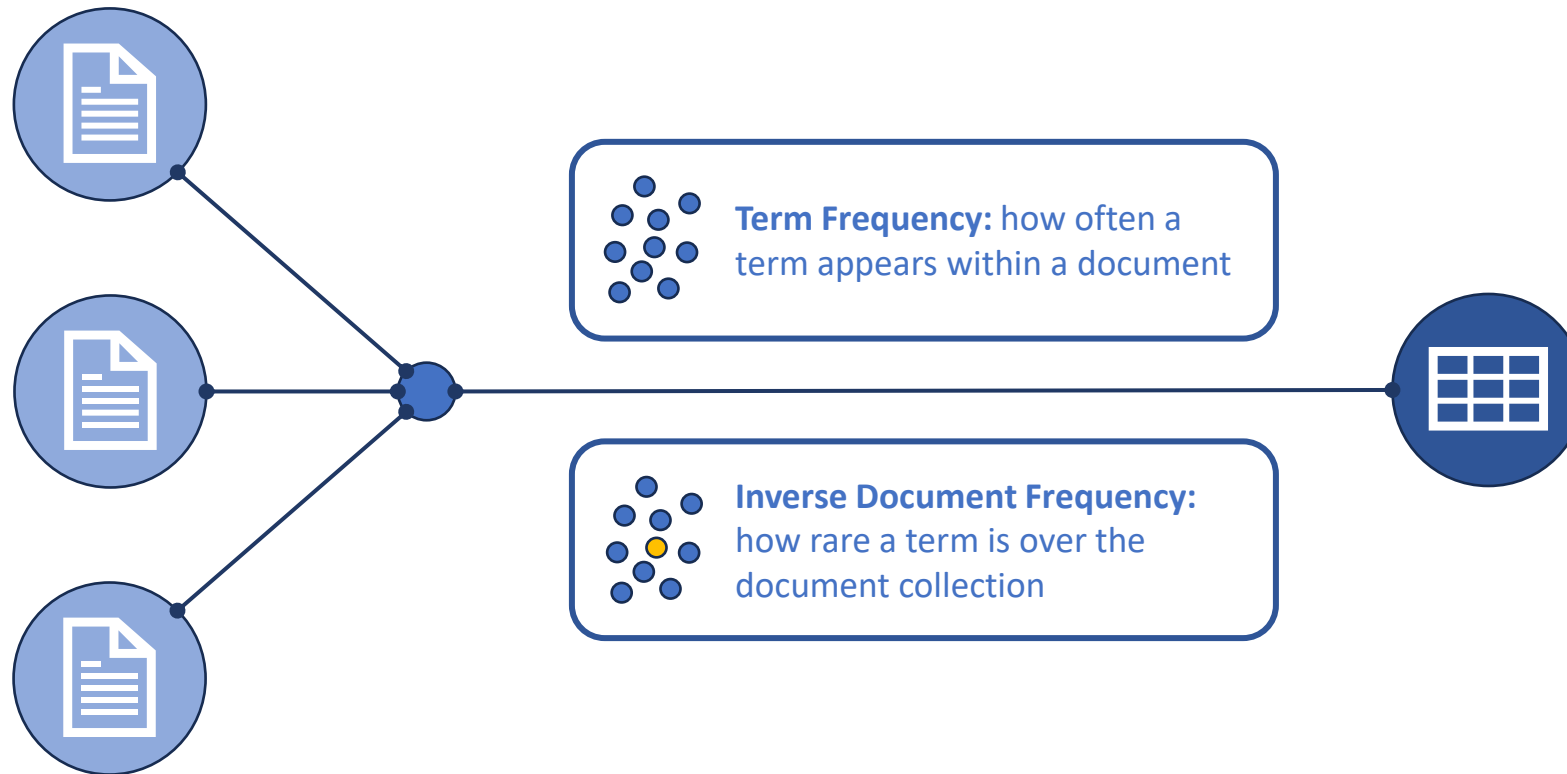 Term Frequency: how often a
term appears within a document
Inverse Document Frequency:
how rare a term is over the
document collection